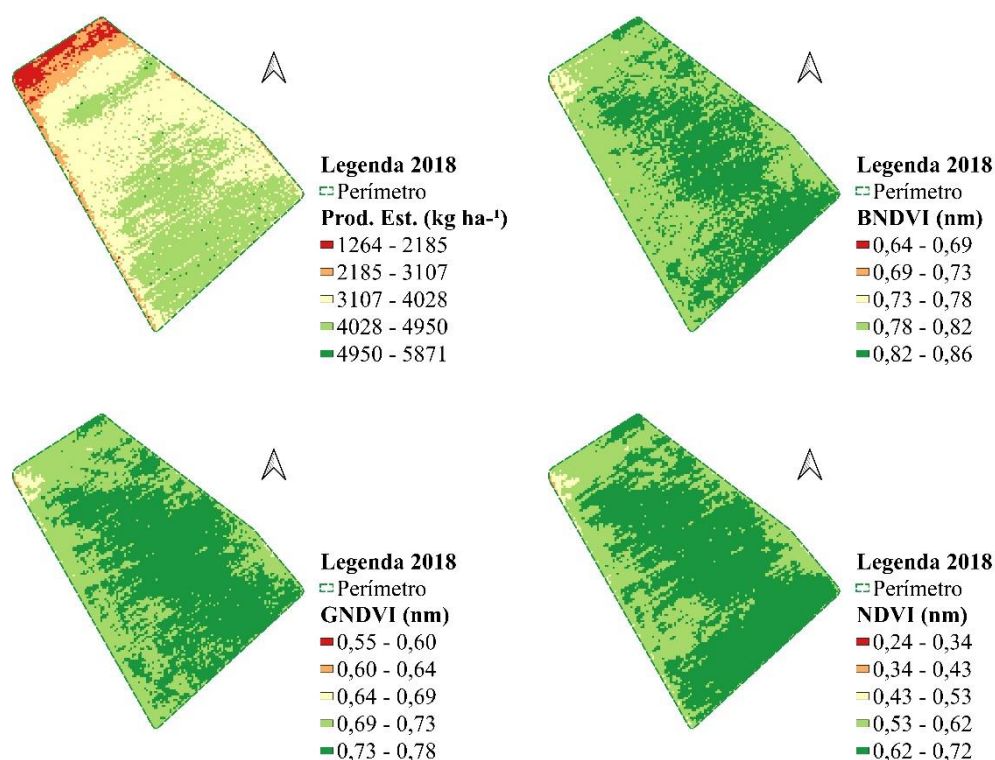 Legenda 2018
Perímetro
Prod. Est. (kg ha-¹)
1264 - 2185
2185 - 3107
3107 - 4028
4028 - 4950
4950 - 5871
Legenda 2018
Perímetro
BNDVI (nm)
0,64 - 0,69
0,69 - 0,73
0,73 - 0,78
0,78 - 0,82
0,82 - 0,86
Legenda 2018
Perímetro
GNDVI (nm)
0,55 - 0,60
0,60 - 0,64
0,64 - 0,69
0,69 - 0,73
0,73 - 0,78
Legenda 2018
Perímetro
NDVI (nm)
0,24 - 0,34
0,34 - 0,43
0,43 - 0,53
0,53 - 0,62
0,62 - 0,72